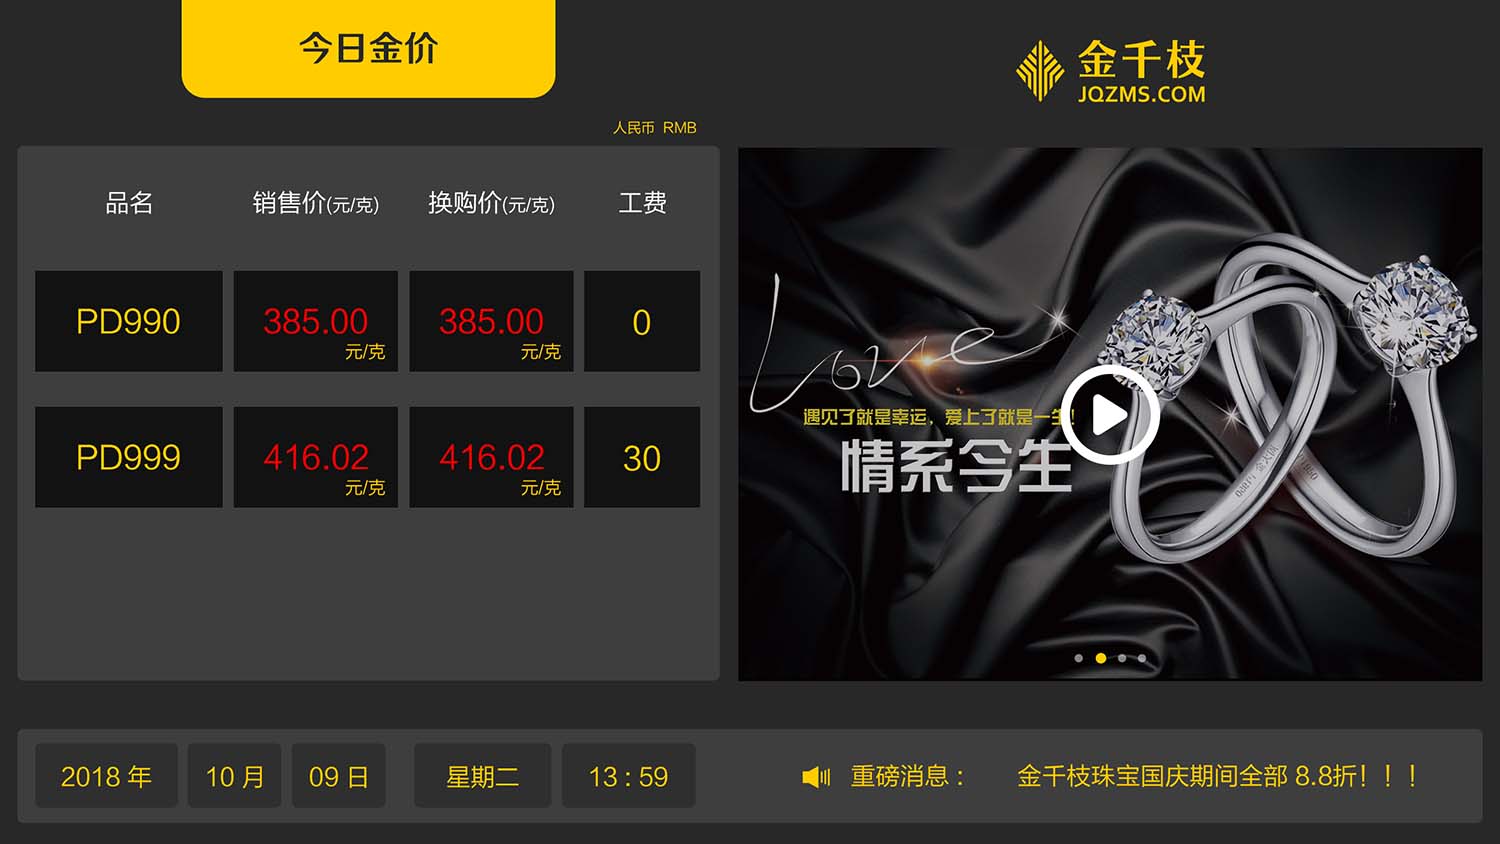 今日金价
金千枝
JQZMS.COM
人民币 RMB
品名 销售价(元/克) 换购价(元/克) 工费
PD990 385.00 元/克 385.00 元/克 0
PD999 416.02 元/克 416.02 元/克 30
Love
遇见了就是幸运，爱上了就是一生！
情系今生
2018 年 10 月 09 日 星期二 13 : 59
重磅消息： 金千枝珠宝国庆期间全部 8.8折！！！